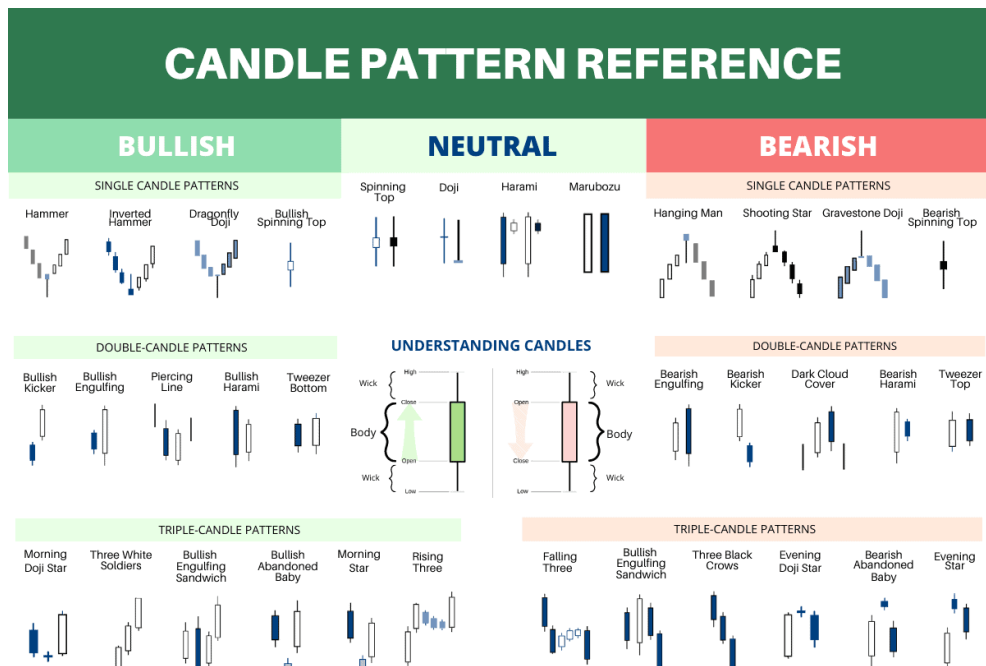 CANDLE PATTERN REFERENCE
BULLISH
NEUTRAL
BEARISH
SINGLE CANDLE PATTERNS
Hammer
Inverted
Hammer
Dragonfly
Doji
Bullish
Spinning Top
Spinning
Top
Doji
Harami
Marubozu
SINGLE CANDLE PATTERNS
Hanging Man
Shooting Star
Gravestone Doji
Bearish
Spinning Top
DOUBLE-CANDLE PATTERNS
Bullish
Kicker
Bullish
Engulfing
Piercing
Line
Bullish
Harami
Tweezer
Bottom
UNDERSTANDING CANDLES
High
Wick
Close
Body
Open
Wick
Low
High
Wick
Open
Body
Close
Wick
Low
DOUBLE-CANDLE PATTERNS
Bearish
Engulfing
Bearish
Kicker
Dark Cloud
Cover
Bearish
Harami
Tweezer
Top
TRIPLE-CANDLE PATTERNS
Morning
Doji Star
Three White
Soldiers
Bullish
Engulfing
Sandwich
Bullish
Abandoned
Baby
Morning
Star
Rising
Three
TRIPLE-CANDLE PATTERNS
Falling
Three
Bullish
Engulfing
Sandwich
Three Black
Crows
Evening
Doji Star
Bearish
Abandoned
Baby
Evening
Star